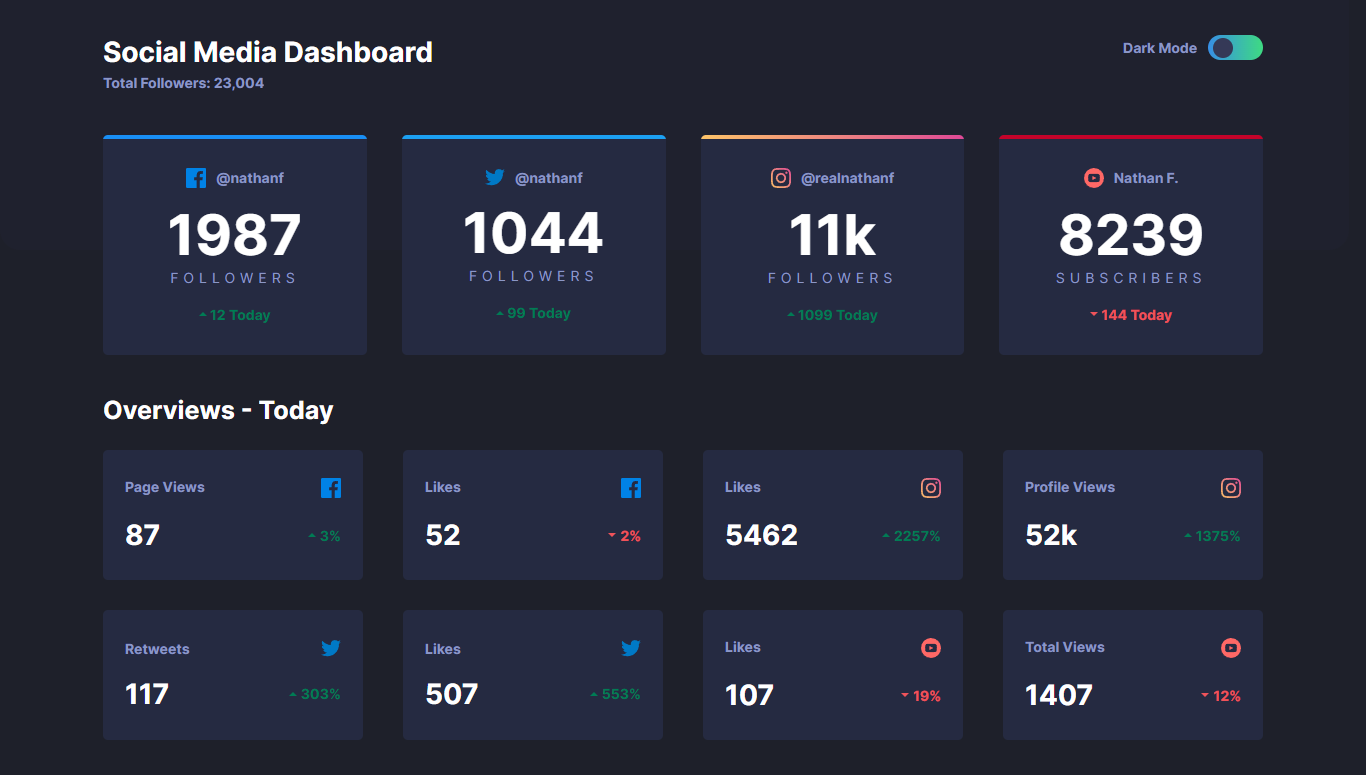 Social Media Dashboard
Dark Mode
Total Followers: 23,004
@nathanf
1987
FOLLOWERS
12 Today
@nathanf
1044
FOLLOWERS
99 Today
@realnathanf
11k
FOLLOWERS
1099 Today
Nathan F.
8239
SUBSCRIBERS
144 Today
Overviews - Today
Page Views
87
3%
Likes
52
2%
Likes
5462
2257%
Profile Views
52k
1375%
Retweets
117
303%
Likes
507
553%
Likes
107
19%
Total Views
1407
12%